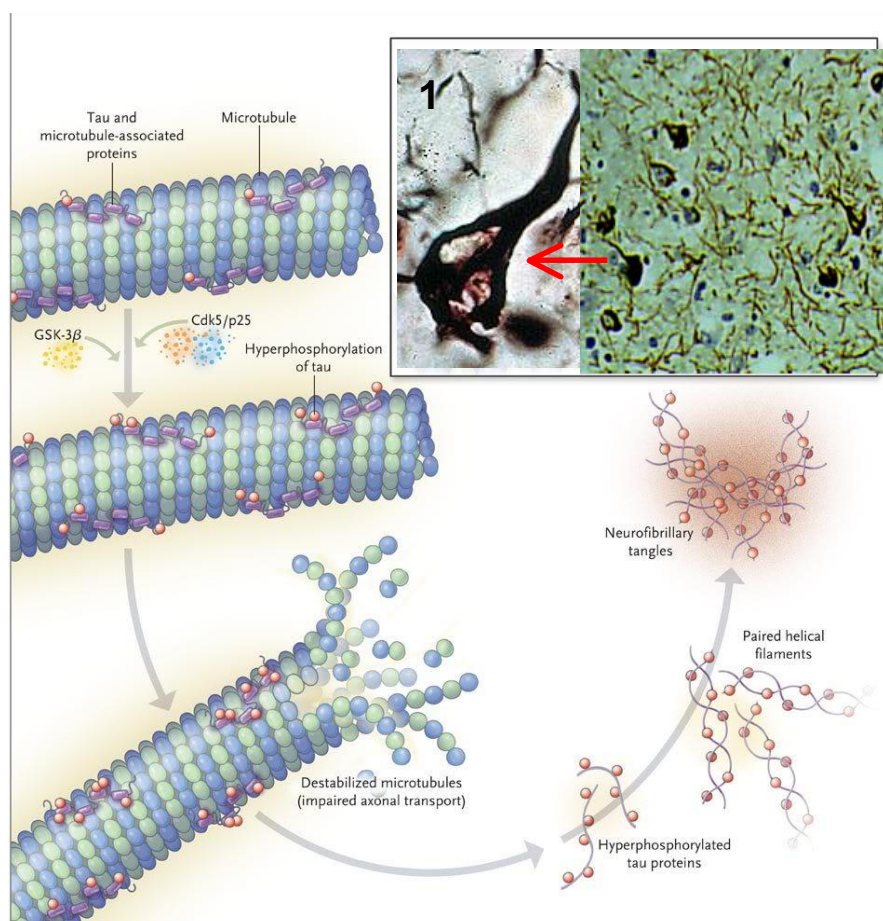 1
Tau and
microtubule-associated
proteins
Microtubule
GSK-3β
Cdk5/p25
Hyperphosphorylation
of tau
Neurofibrillary
tangles
Paired helical
filaments
Destabilized microtubules
(impaired axonal transport)
Hyperphosphorylated
tau proteins